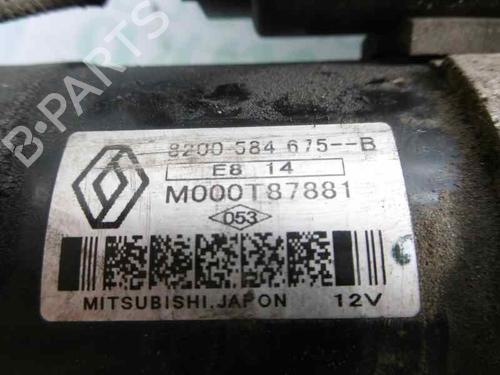 B-PARTS
8200 584 675--B
E8 14
M000T87881
053
MITSUBISHI.JAPON 12V